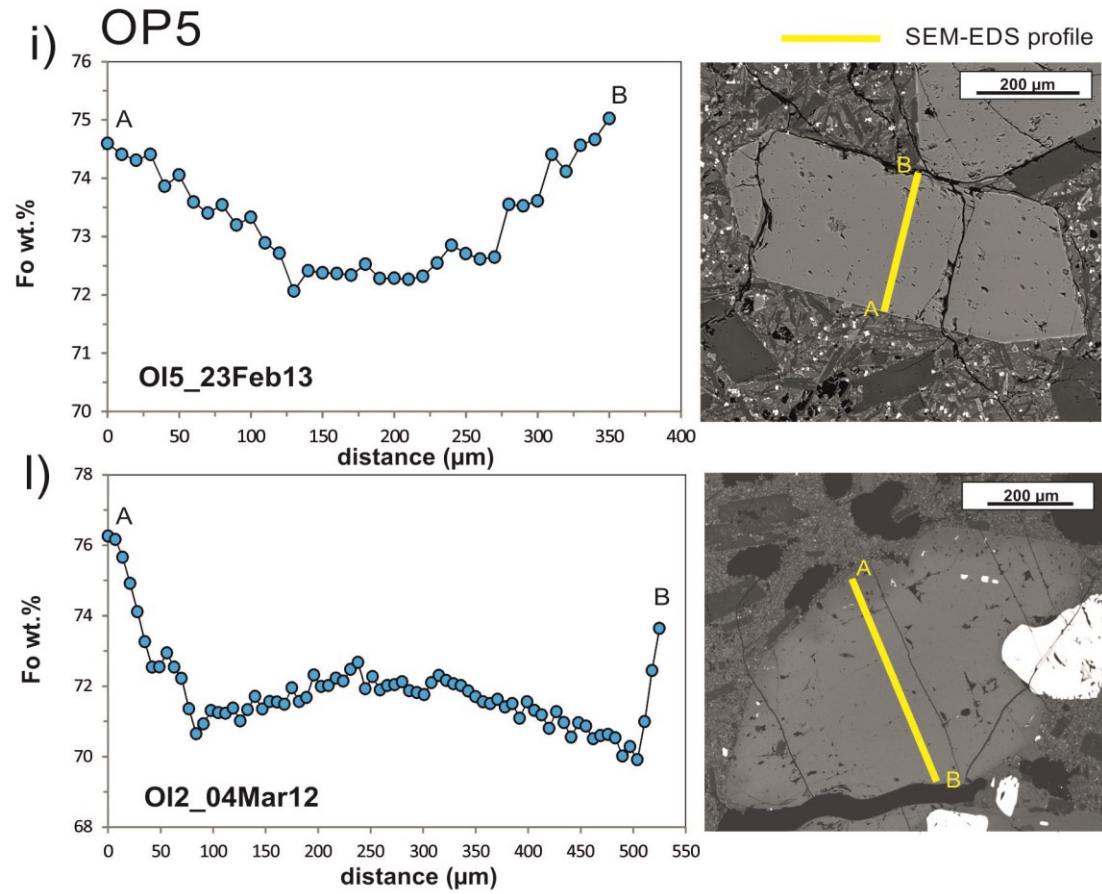 i) OP5
SEM-EDS profile
76
75
74
73
72
71
70
Fo wt.%
A
B
Ol5_23Feb13
0 50 100 150 200 250 300 350 400
distance (µm)
200 µm
B
A
l)
78
76
74
72
70
68
Fo wt.%
A
B
Ol2_04Mar12
0 50 100 150 200 250 300 350 400 450 500 550
distance (µm)
200 µm
A
B